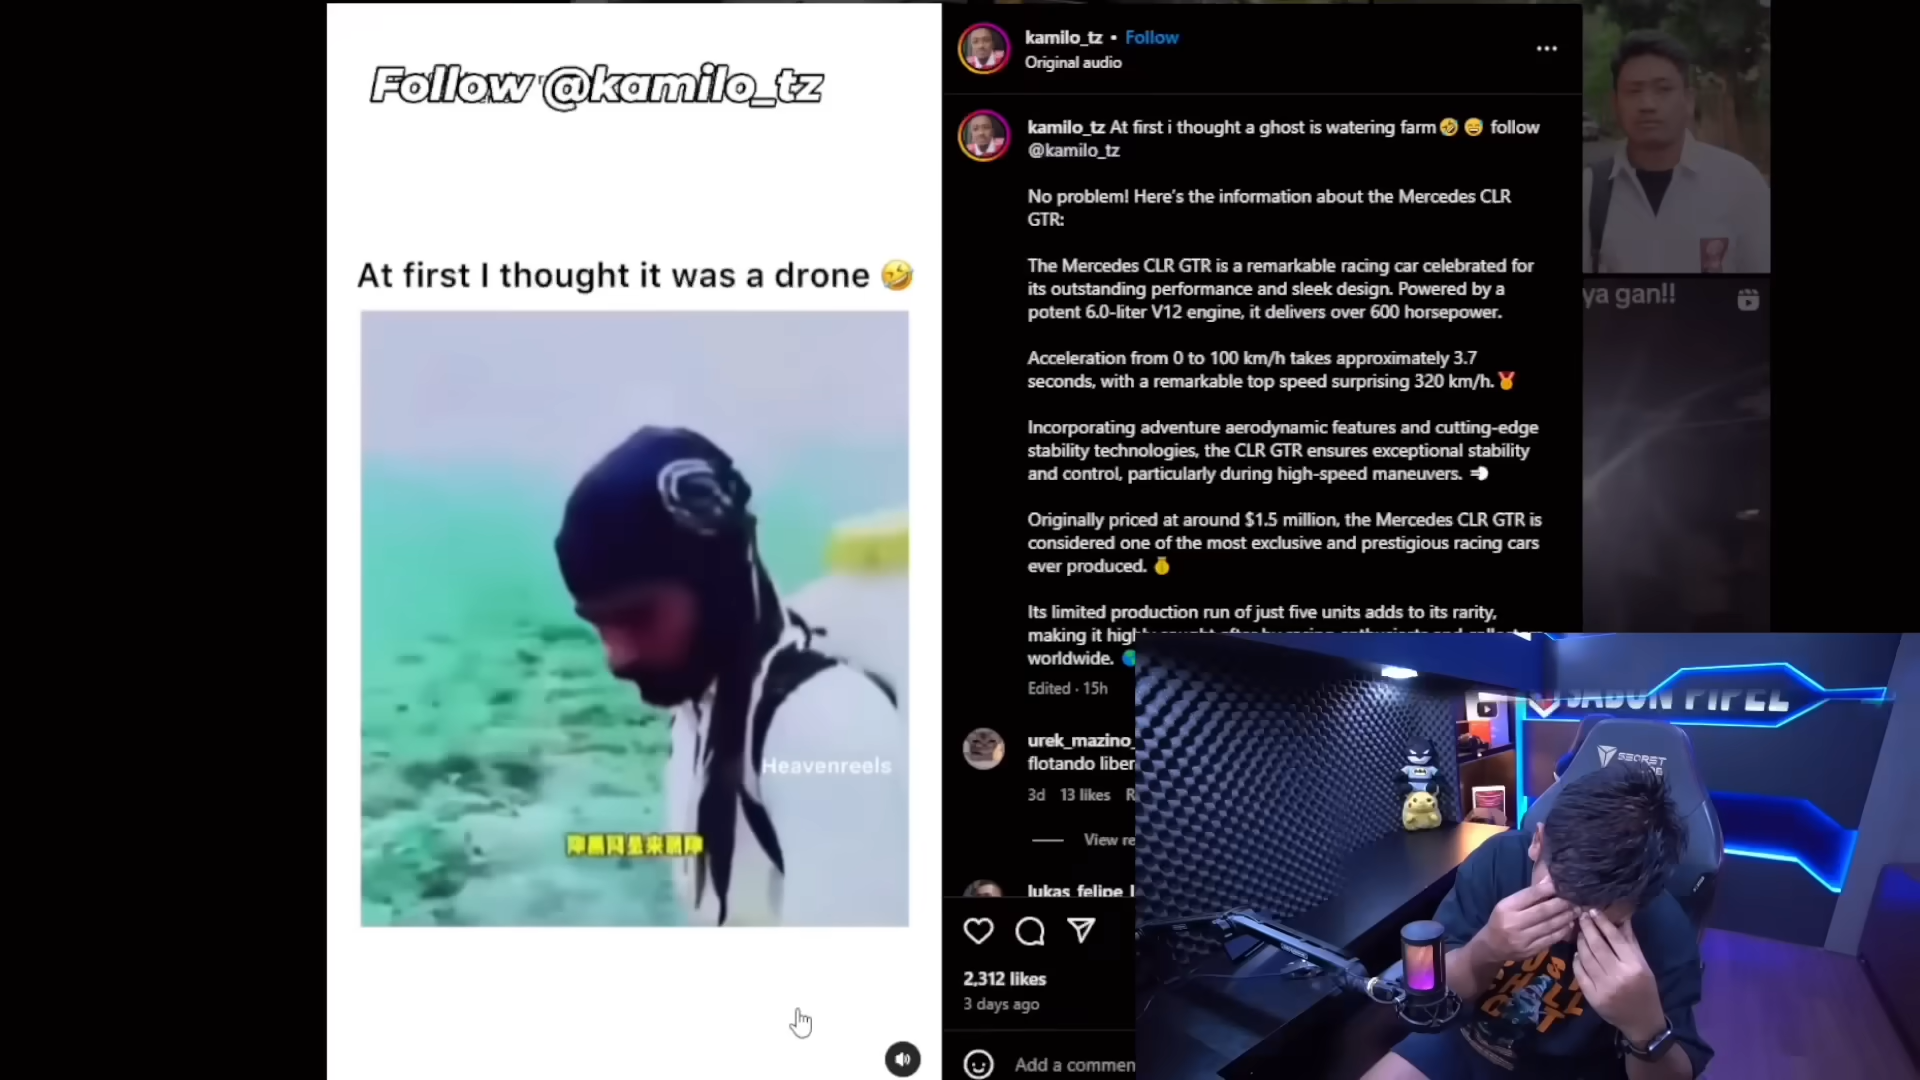 Follow @kamilo_tz
At first I thought it was a drone 🤣
Heavenreels
kamilo_tz • Follow
Original audio
kamilo_tz At first i thought a ghost is watering farm🤣 😅 follow
@kamilo_tz
No problem! Here's the information about the Mercedes CLR
GTR:
The Mercedes CLR GTR is a remarkable racing car celebrated for
its outstanding performance and sleek design. Powered by a
potent 6.0-liter V12 engine, it delivers over 600 horsepower.
Acceleration from 0 to 100 km/h takes approximately 3.7
seconds, with a remarkable top speed surprising 320 km/h.🏅
Incorporating adventure aerodynamic features and cutting-edge
stability technologies, the CLR GTR ensures exceptional stability
and control, particularly during high-speed maneuvers. 💨
Originally priced at around $1.5 million, the Mercedes CLR GTR is
considered one of the most exclusive and prestigious racing cars
ever produced. 💰
Its limited production run of just five units adds to its rarity,
making it
worldwide. 🌍
Edited · 15h
urek_mazino_
flotando
3d 13 likes
View
lukas_felipe
2,312 likes
3 days ago
Add a
ya gan!!
SECRET